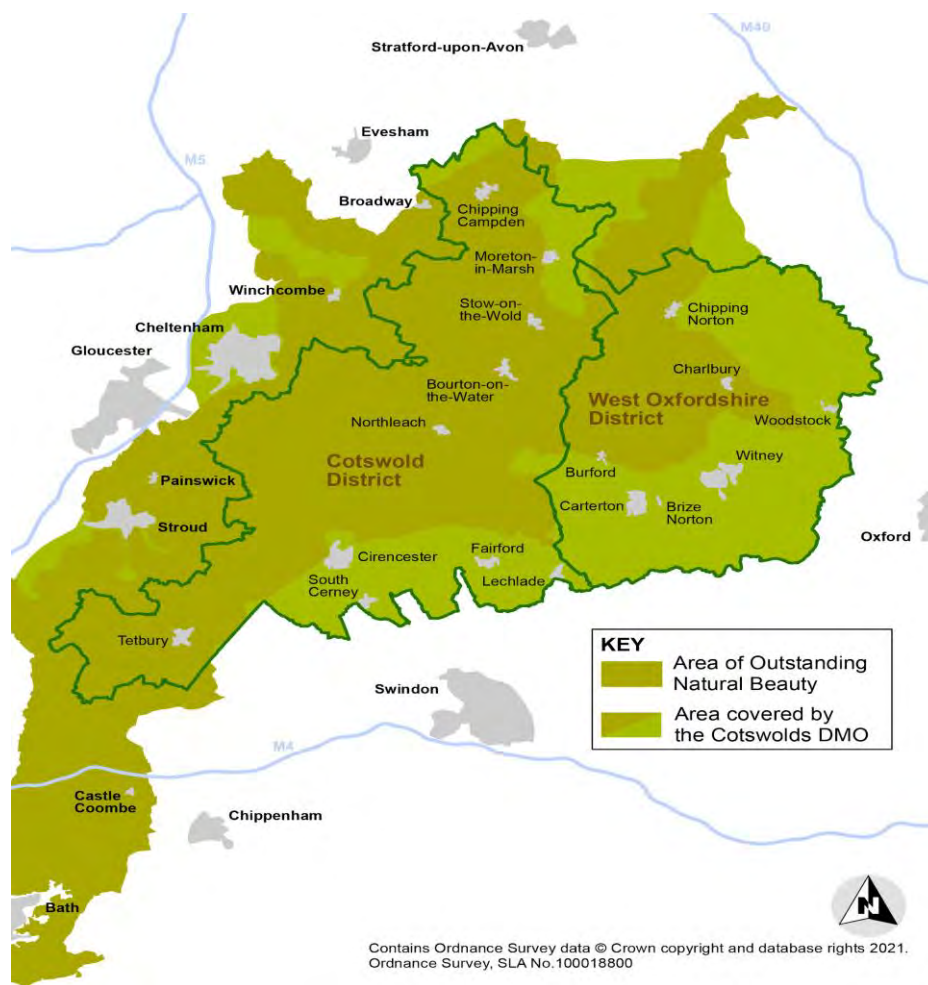 M40
Stratford-upon-Avon
Evesham
M5
Broadway
Chipping
Campden
Moreton-
in-Marsh
Winchcombe
Stow-on-
the-Wold
Chipping
Norton
Cheltenham
Gloucester
Charlbury
Bourton-on-
the-Water
West Oxfordshire
District
Woodstock
Northleach
Witney
Cotswold
District
Burford
Painswick
Carterton
Brize
Norton
Stroud
Oxford
Cirencester
Fairford
South
Cerney
Lechlade
Tetbury
KEY
Area of Outstanding
Natural Beauty
Area covered by
the Cotswolds DMO
Swindon
M4
Castle
Coombe
Chippenham
Bath
N
Contains Ordnance Survey data © Crown copyright and database rights 2021.
Ordnance Survey, SLA No.100018800